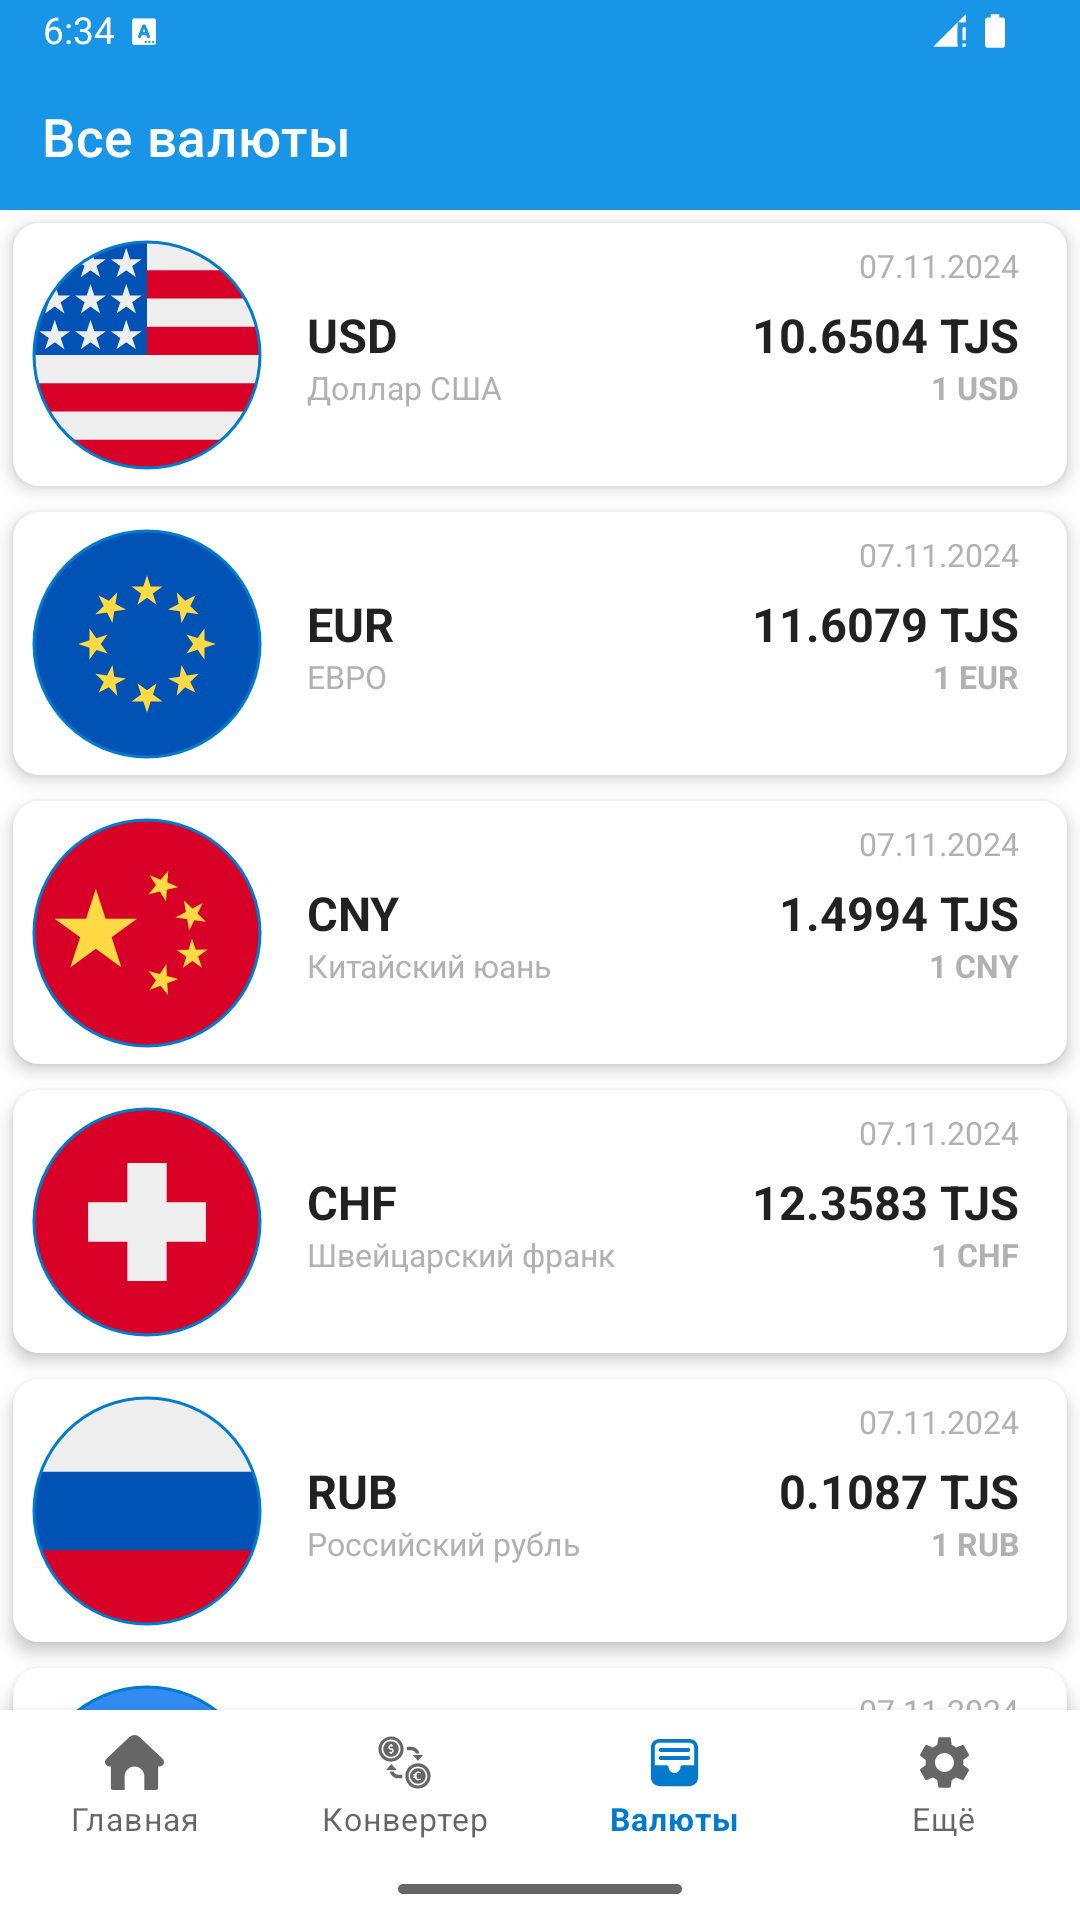 6:34
Все валюты
07.11.2024
USD 10.6504 TJS
Доллар США 1 USD
07.11.2024
EUR 11.6079 TJS
ЕВРО 1 EUR
07.11.2024
CNY 1.4994 TJS
Китайский юань 1 CNY
07.11.2024
CHF 12.3583 TJS
Швейцарский франк 1 CHF
07.11.2024
RUB 0.1087 TJS
Российский рубль 1 RUB
07.11.2024
Главная Конвертер Валюты Ещё